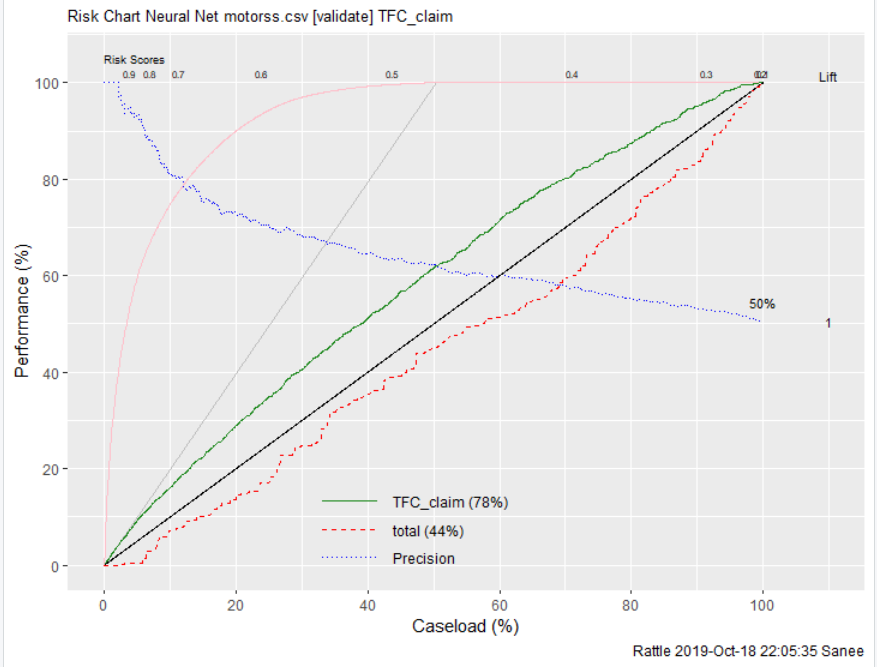 Risk Chart Neural Net motorss.csv [validate] TFC_claim
Risk Scores
0.9 0.8 0.7 0.6 0.5 0.4 0.3
Lift
100
80
60
40
20
0
Performance (%)
50%
1
TFC_claim (78%)
total (44%)
Precision
0 20 40 60 80 100
Caseload (%)
Rattle 2019-Oct-18 22:05:35 Sanee